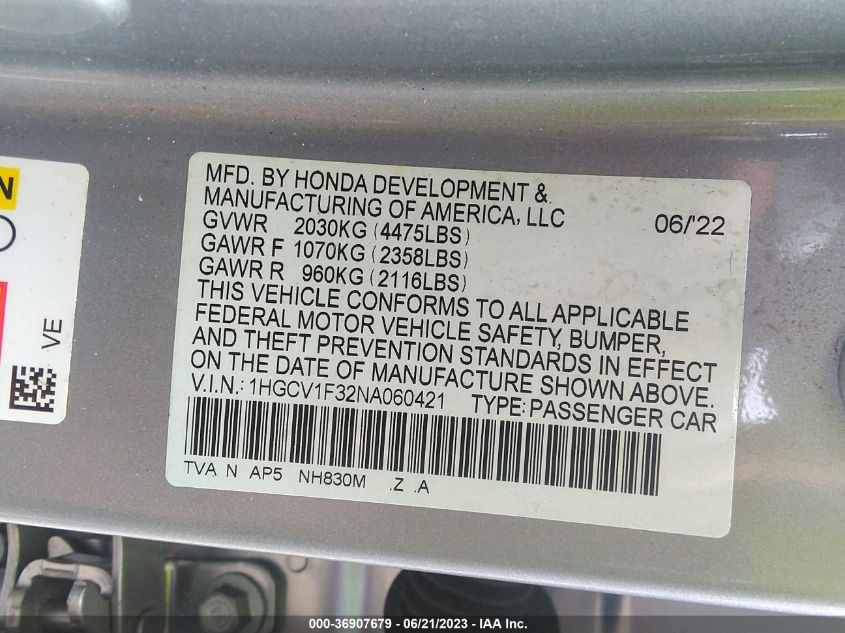 MFD. BY HONDA DEVELOPMENT &
MANUFACTURING OF AMERICA, LLC 06/'22
GVWR 2030KG (4475LBS)
GAWR F 1070KG (2358LBS)
GAWR R 960KG (2116LBS)
THIS VEHICLE CONFORMS TO ALL APPLICABLE
FEDERAL MOTOR VEHICLE SAFETY, BUMPER,
AND THEFT PREVENTION STANDARDS IN EFFECT
ON THE DATE OF MANUFACTURE SHOWN ABOVE.
V.I.N.: 1HGCV1F32NA060421 TYPE: PASSENGER CAR
TVA N AP5 NH830M .Z .A
N
VE
000-36907679 - 06/21/2023 - IAA Inc.